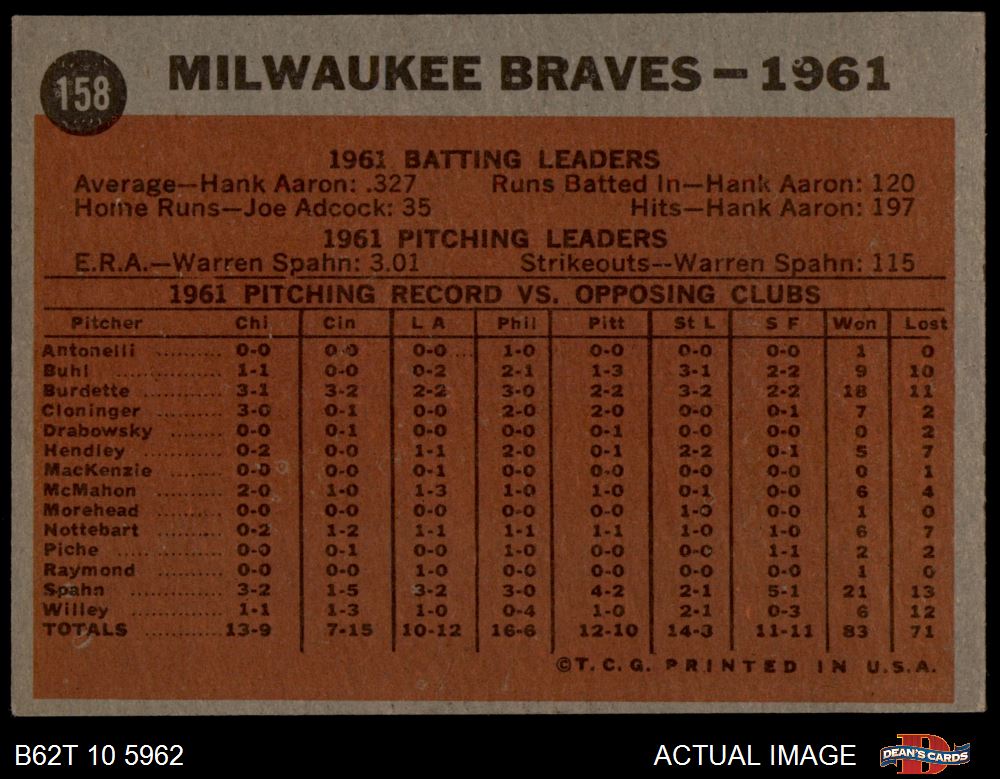 158
MILWAUKEE BRAVES — 1961
1961 BATTING LEADERS
Average—Hank Aaron: .327 Runs Batted In—Hank Aaron: 120
Home Runs—Joe Adcock: 35 Hits—Hank Aaron: 197
1961 PITCHING LEADERS
E.R.A.—Warren Spahn: 3.01 Strikeouts--Warren Spahn: 115
1961 PITCHING RECORD VS. OPPOSING CLUBS
Pitcher Chi Cin L A Phil Pitt St L S F Won Lost
Antonelli .......... 0-0 0-0 0-0 1-0 0-0 0-0 0-0 1 0
Buhl .......... 1-1 0-0 0-2 2-1 1-3 3-1 2-2 9 10
Burdette .......... 3-1 3-2 2-2 3-0 2-2 3-2 2-2 18 11
Cloninger .......... 3-0 0-1 0-0 2-0 2-0 0-0 0-1 7 2
Drabowsky ........ 0-0 0-1 0-0 0-0 0-1 0-0 0-0 0 2
Hendley .......... 0-2 0-0 1-1 2-0 0-1 2-2 0-1 5 7
MacKenzie .......... 0-0 0-0 0-1 0-0 0-0 0-0 0-0 0 1
McMahon .......... 2-0 1-0 1-3 1-0 1-0 0-1 0-0 6 4
Morehead .......... 0-0 0-0 0-0 0-0 0-0 1-0 0-0 1 0
Nottebart .......... 0-2 1-2 1-1 1-1 1-1 1-0 1-0 6 7
Piche .......... 0-0 0-1 0-0 1-0 0-0 0-0 1-1 2 2
Raymond .......... 0-0 0-0 1-0 0-0 0-0 0-0 0-0 1 0
Spahn .......... 3-2 1-5 3-2 3-0 4-2 2-1 5-1 21 13
Willey .......... 1-1 1-3 1-0 0-4 1-0 2-1 0-3 6 12
TOTALS .......... 13-9 7-15 10-12 16-6 12-10 14-8 11-11 83 71
©T. C. G. PRINTED IN U.S.A.
B62T 10 5962 ACTUAL IMAGE DEAN'S CARDS